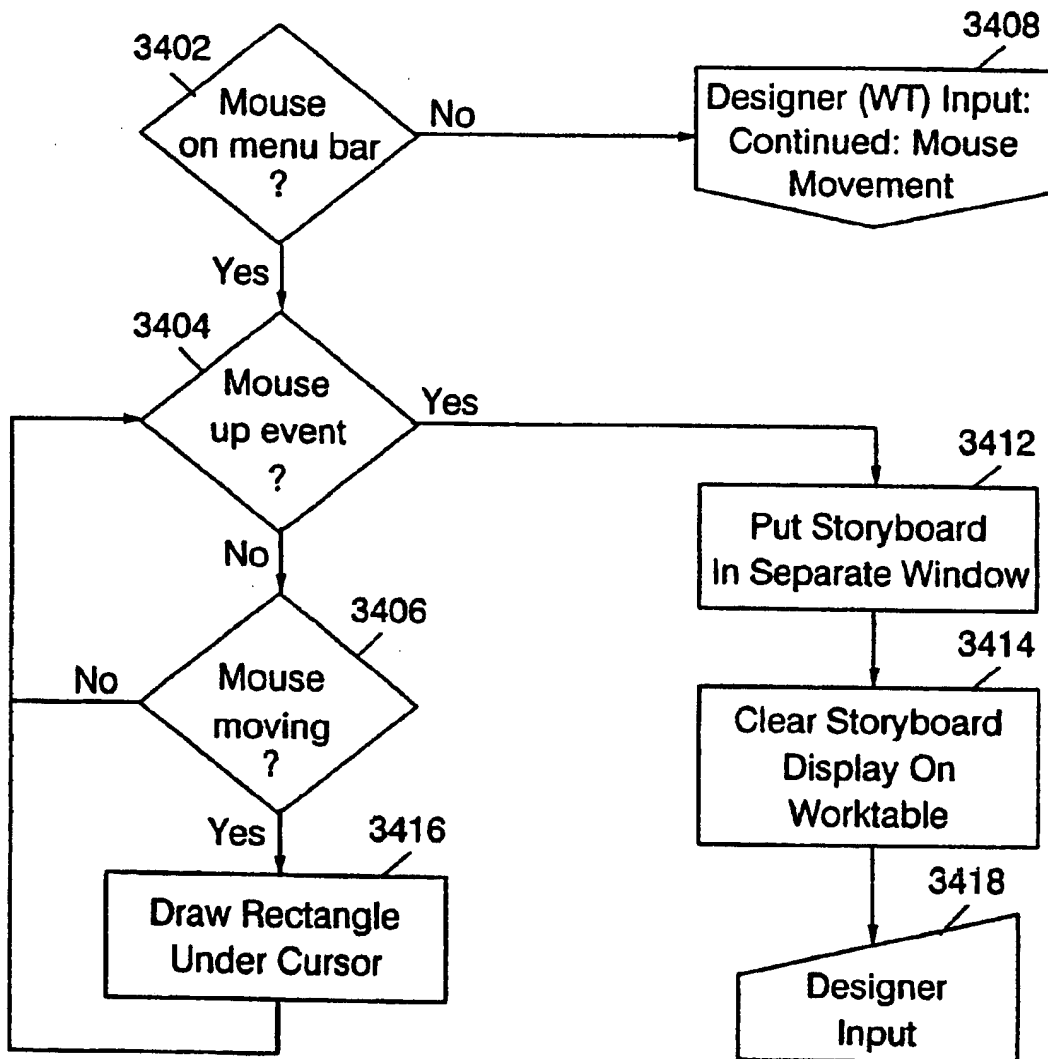 3402
Mouse
on menu bar
?
No
3408
Designer (WT) Input:
Continued: Mouse
Movement
Yes
3404
Mouse
up event
?
Yes
3412
Put Storyboard
In Separate Window
No
3406
Mouse
moving
?
No
3414
Clear Storyboard
Display On
Worktable
Yes
3416
Draw Rectangle
Under Cursor
3418
Designer
Input